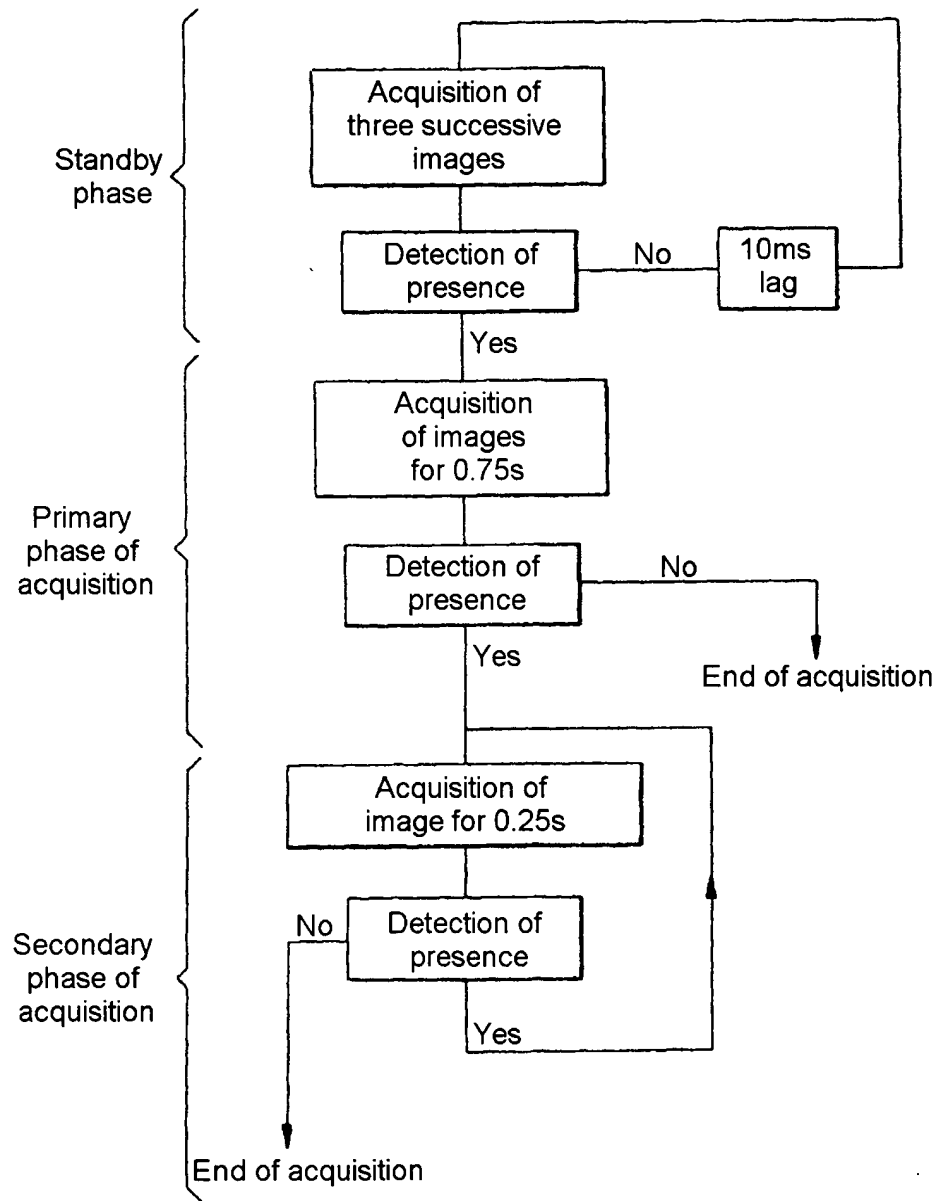 Standby
phase
Acquisition of
three successive
images
Detection of
presence
No
10ms
lag
Yes
Primary
phase of
acquisition
Acquisition
of images
for 0.75s
Detection of
presence
No
Yes
End of acquisition
Secondary
phase of
acquisition
Acquisition of
image for 0.25s
No
Detection of
presence
Yes
End of acquisition